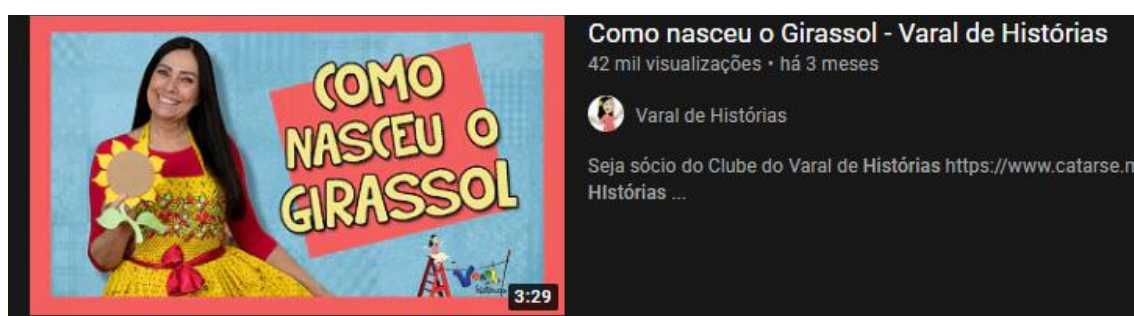 COMO
NASCEU O
GIRASSOL
3:29
Como nasceu o Girassol - Varal de Histórias
42 mil visualizações • há 3 meses
Varal de Histórias
Seja sócio do Clube do Varal de Histórias https://www.catarse.m
HIstórias ...